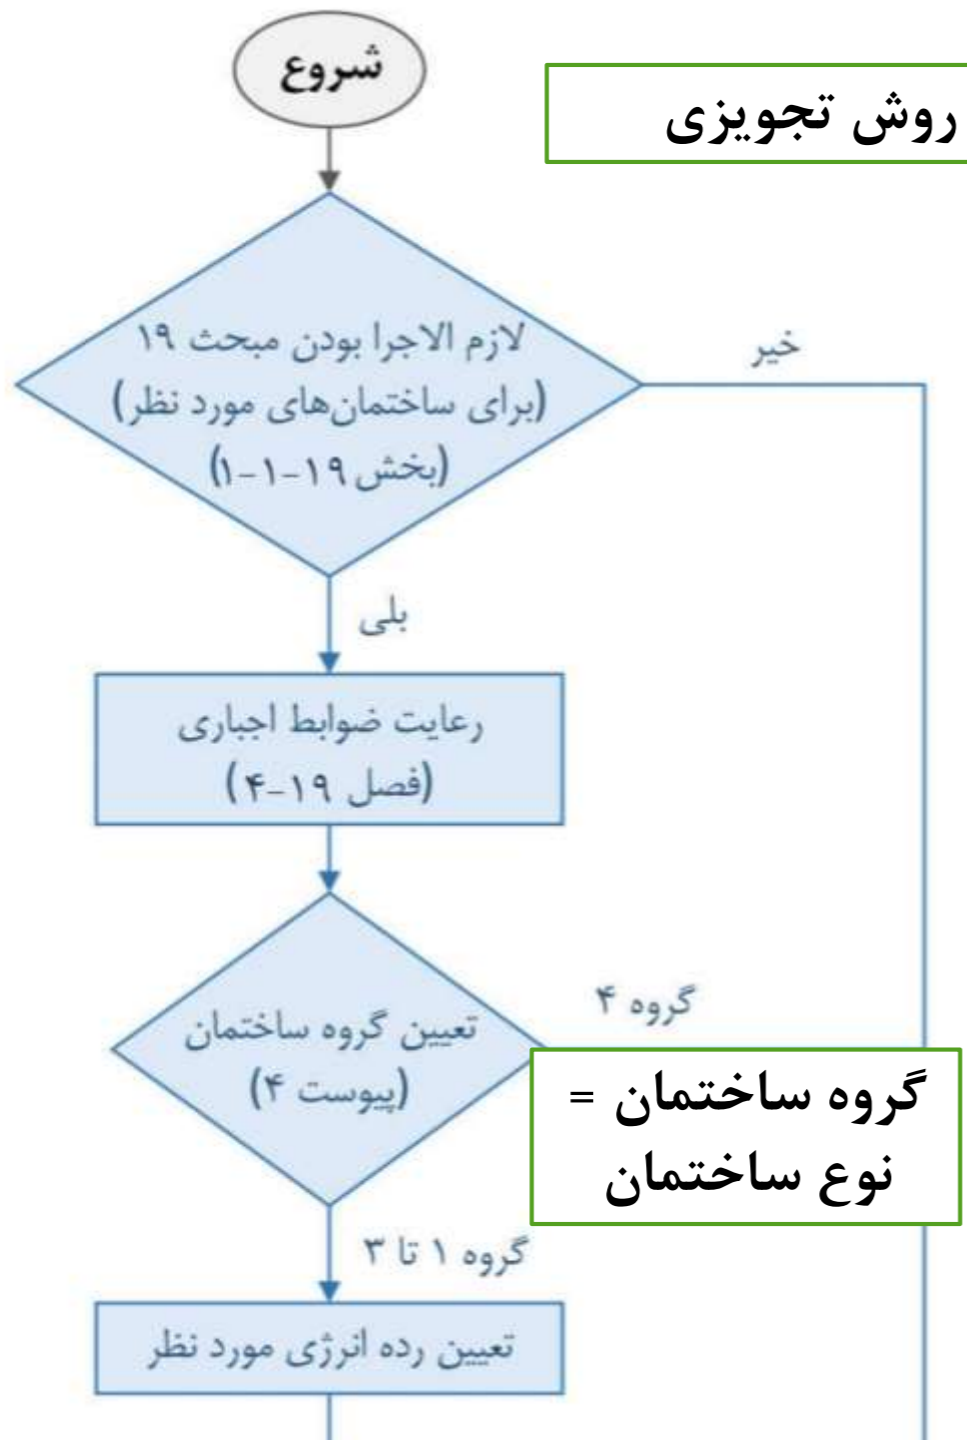 شروع
روش تجویزی
لازم الاجرا بودن مبحث ۱۹
(برای ساختمان‌های مورد نظر)
(بخش ۱۹-۱-۱)
خیر
بلی
رعایت ضوابط اجباری
(فصل ۱۹-۴)
تعیین گروه ساختمان
(پیوست ۴)
گروه ۴
گروه ساختمان =
نوع ساختمان
گروه ۱ تا ۳
تعیین رده انرژی مورد نظر